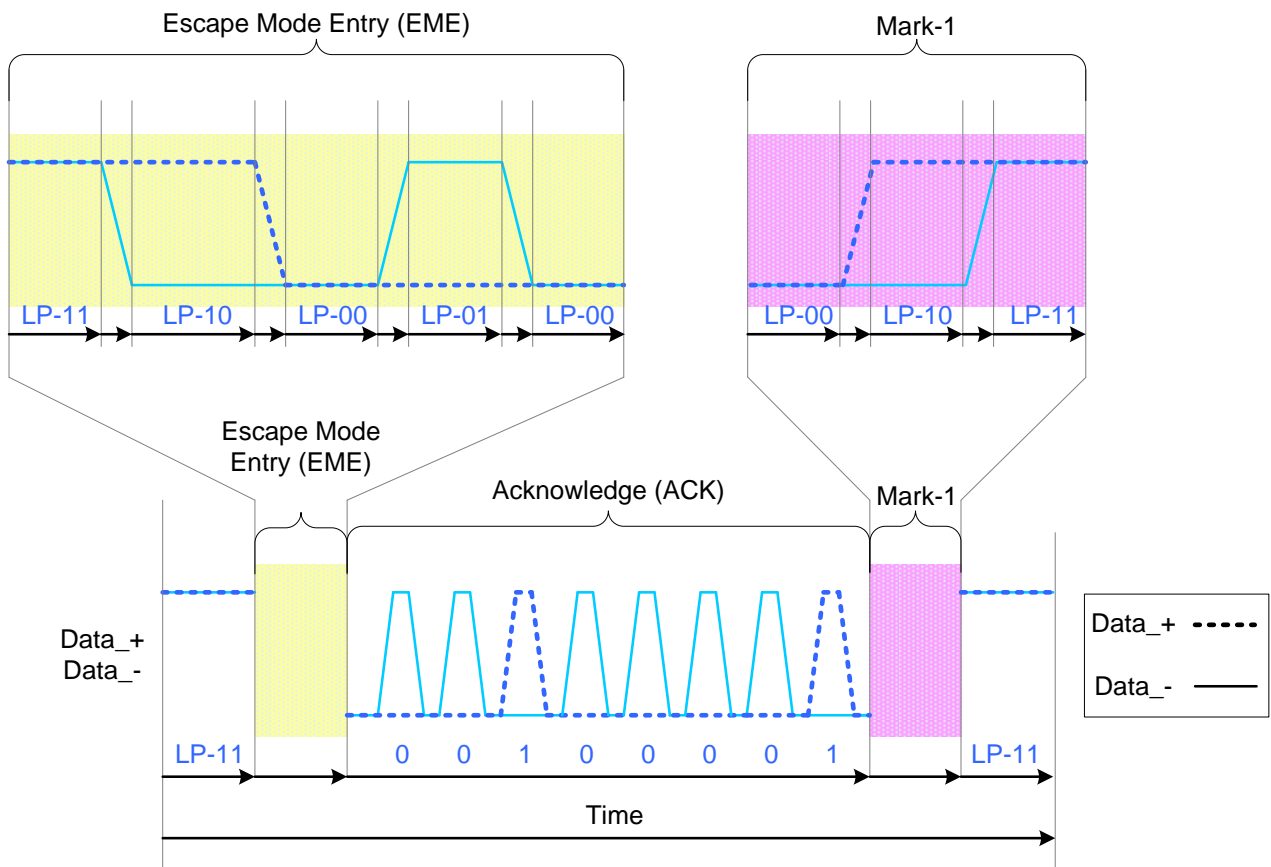 Escape Mode Entry (EME)
Mark-1
LP-11 LP-10 LP-00 LP-01 LP-00
LP-00 LP-10 LP-11
Escape Mode
Entry (EME)
Acknowledge (ACK)
Mark-1
Data_+
Data_-
LP-11 0 0 1 0 0 0 0 1 LP-11
Time
Data_+
Data_-